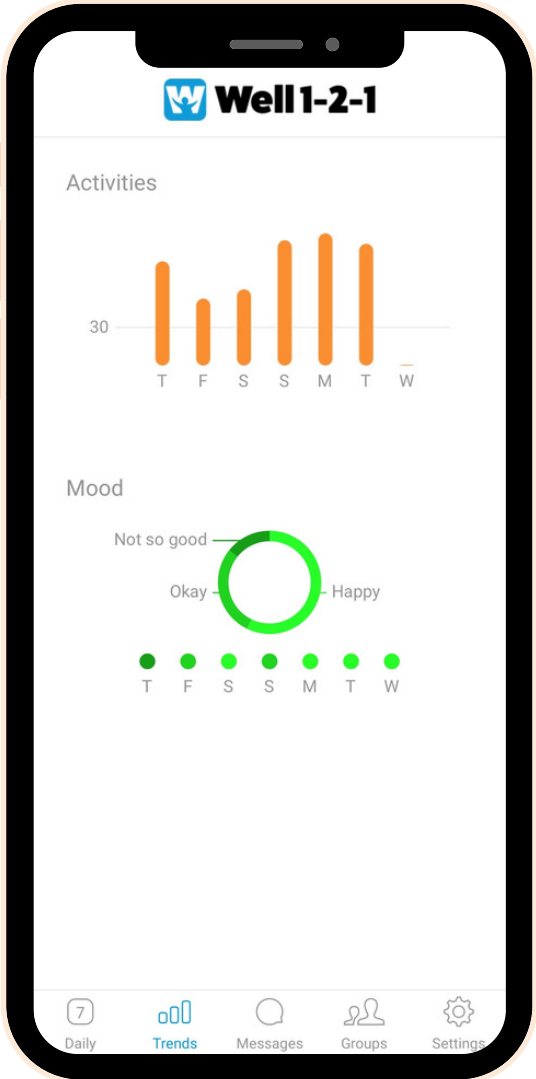 Well 1-2-1
Activities
30
T F S S M T W
Mood
Not so good
Okay Happy
T F S S M T W
7
Daily Trends Messages Groups Settings